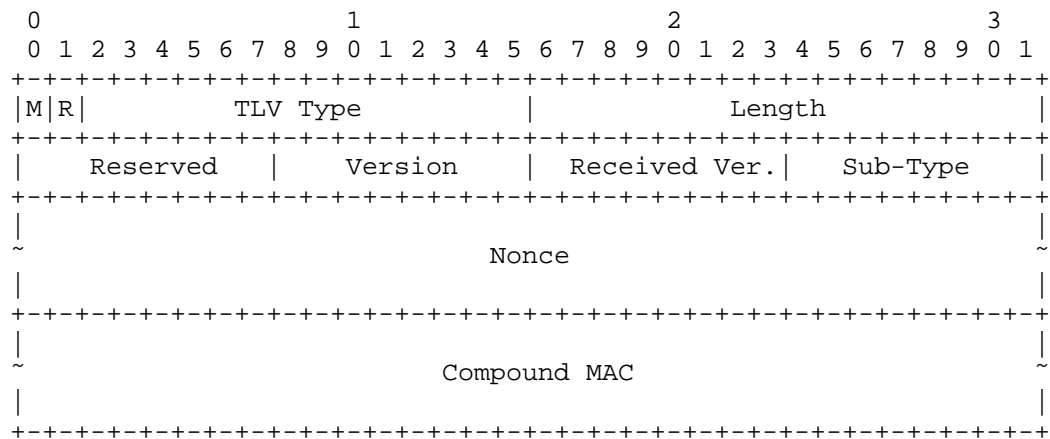 0                   1                   2                   3
 0 1 2 3 4 5 6 7 8 9 0 1 2 3 4 5 6 7 8 9 0 1 2 3 4 5 6 7 8 9 0 1
+-+-+-+-+-+-+-+-+-+-+-+-+-+-+-+-+-+-+-+-+-+-+-+-+-+-+-+-+-+-+-+-+
|M|R|         TLV Type          |            Length             |
+-+-+-+-+-+-+-+-+-+-+-+-+-+-+-+-+-+-+-+-+-+-+-+-+-+-+-+-+-+-+-+-+
|    Reserved   |    Version    |  Received Ver.|   Sub-Type    |
+-+-+-+-+-+-+-+-+-+-+-+-+-+-+-+-+-+-+-+-+-+-+-+-+-+-+-+-+-+-+-+-+
|                                                               |
~                             Nonce                             ~
|                                                               |
+-+-+-+-+-+-+-+-+-+-+-+-+-+-+-+-+-+-+-+-+-+-+-+-+-+-+-+-+-+-+-+-+
|                                                               |
~                          Compound MAC                         ~
|                                                               |
+-+-+-+-+-+-+-+-+-+-+-+-+-+-+-+-+-+-+-+-+-+-+-+-+-+-+-+-+-+-+-+-+